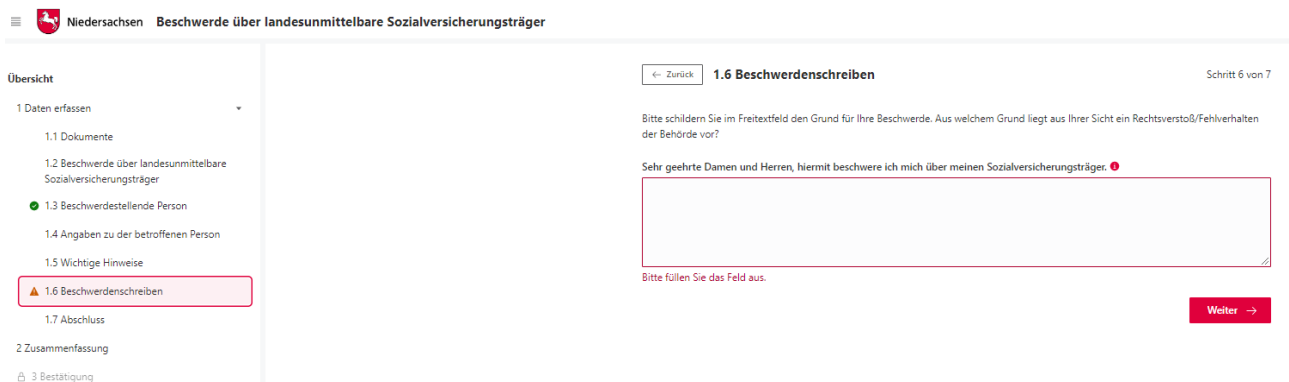 Niedersachsen Beschwerde über landesunmittelbare Sozialversicherungsträger
Übersicht
1 Daten erfassen
1.1 Dokumente
1.2 Beschwerde über landesunmittelbare
Sozialversicherungsträger
1.3 Beschwerdestellende Person
1.4 Angaben zu der betroffenen Person
1.5 Wichtige Hinweise
1.6 Beschwerdenschreiben
1.7 Abschluss
2 Zusammenfassung
3 Bestätigung
← Zurück 1.6 Beschwerdenschreiben Schritt 6 von 7
Bitte schildern Sie im Freitextfeld den Grund für Ihre Beschwerde. Aus welchem Grund liegt aus Ihrer Sicht ein Rechtsverstoß/Fehlverhalten
der Behörde vor?
Sehr geehrte Damen und Herren, hiermit beschwere ich mich über meinen Sozialversicherungsträger.
Bitte füllen Sie das Feld aus.
Weiter →